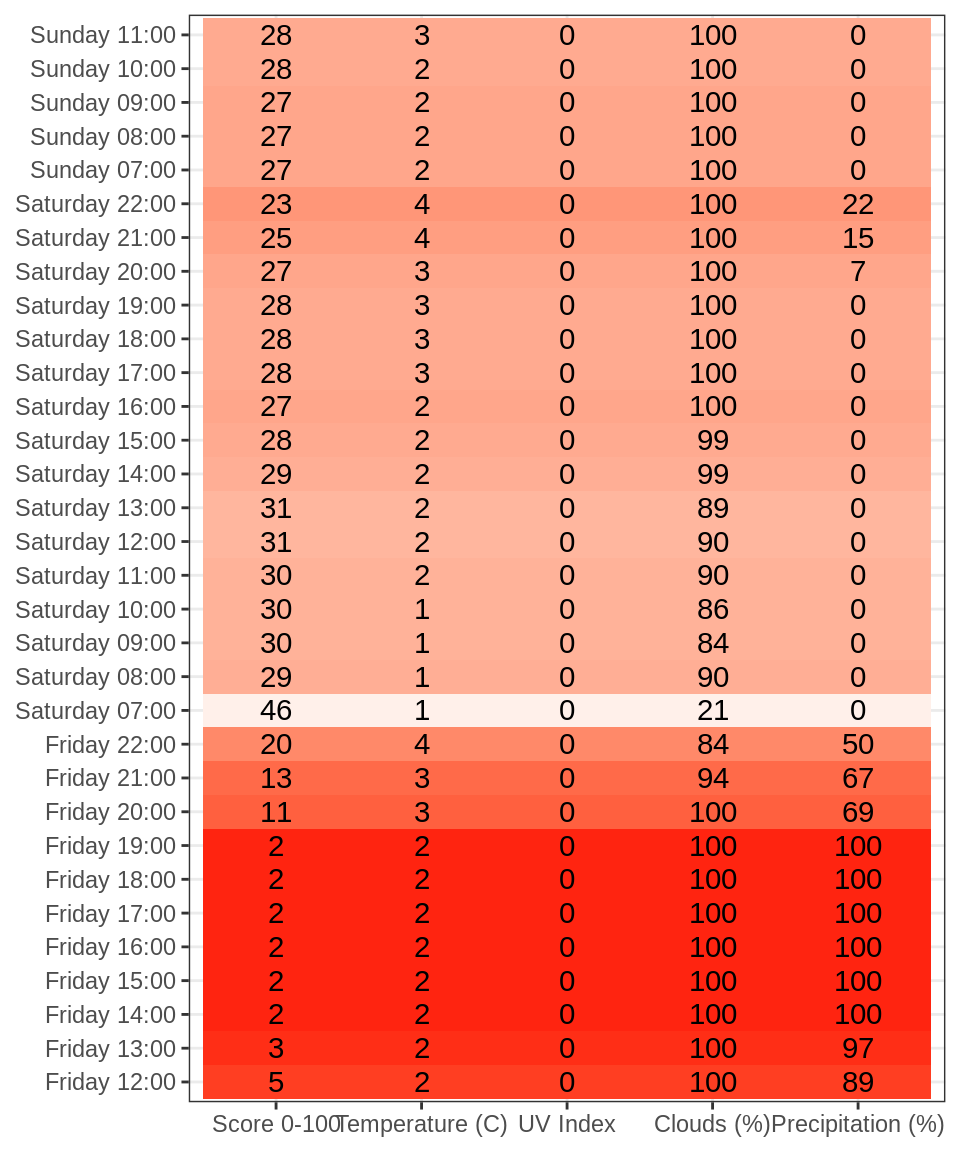 Sunday 11:00 28 3 0 100 0
Sunday 10:00 28 2 0 100 0
Sunday 09:00 27 2 0 100 0
Sunday 08:00 27 2 0 100 0
Sunday 07:00 27 2 0 100 0
Saturday 22:00 23 4 0 100 22
Saturday 21:00 25 4 0 100 15
Saturday 20:00 27 3 0 100 7
Saturday 19:00 28 3 0 100 0
Saturday 18:00 28 3 0 100 0
Saturday 17:00 28 3 0 100 0
Saturday 16:00 27 2 0 100 0
Saturday 15:00 28 2 0 99 0
Saturday 14:00 29 2 0 99 0
Saturday 13:00 31 2 0 89 0
Saturday 12:00 31 2 0 90 0
Saturday 11:00 30 2 0 90 0
Saturday 10:00 30 1 0 86 0
Saturday 09:00 30 1 0 84 0
Saturday 08:00 29 1 0 90 0
Saturday 07:00 46 1 0 21 0
Friday 22:00 20 4 0 84 50
Friday 21:00 13 3 0 94 67
Friday 20:00 11 3 0 100 69
Friday 19:00 2 2 0 100 100
Friday 18:00 2 2 0 100 100
Friday 17:00 2 2 0 100 100
Friday 16:00 2 2 0 100 100
Friday 15:00 2 2 0 100 100
Friday 14:00 2 2 0 100 100
Friday 13:00 3 2 0 100 97
Friday 12:00 5 2 0 100 89
Score 0-100 Temperature (C) UV Index Clouds (%) Precipitation (%)